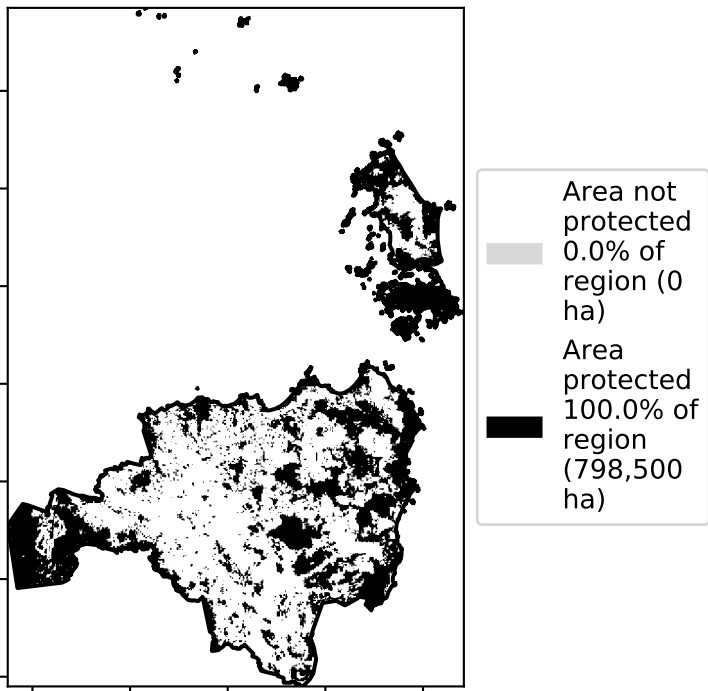 Area not
protected
0.0% of
region (0
ha)
Area
protected
100.0% of
region
(798,500
ha)